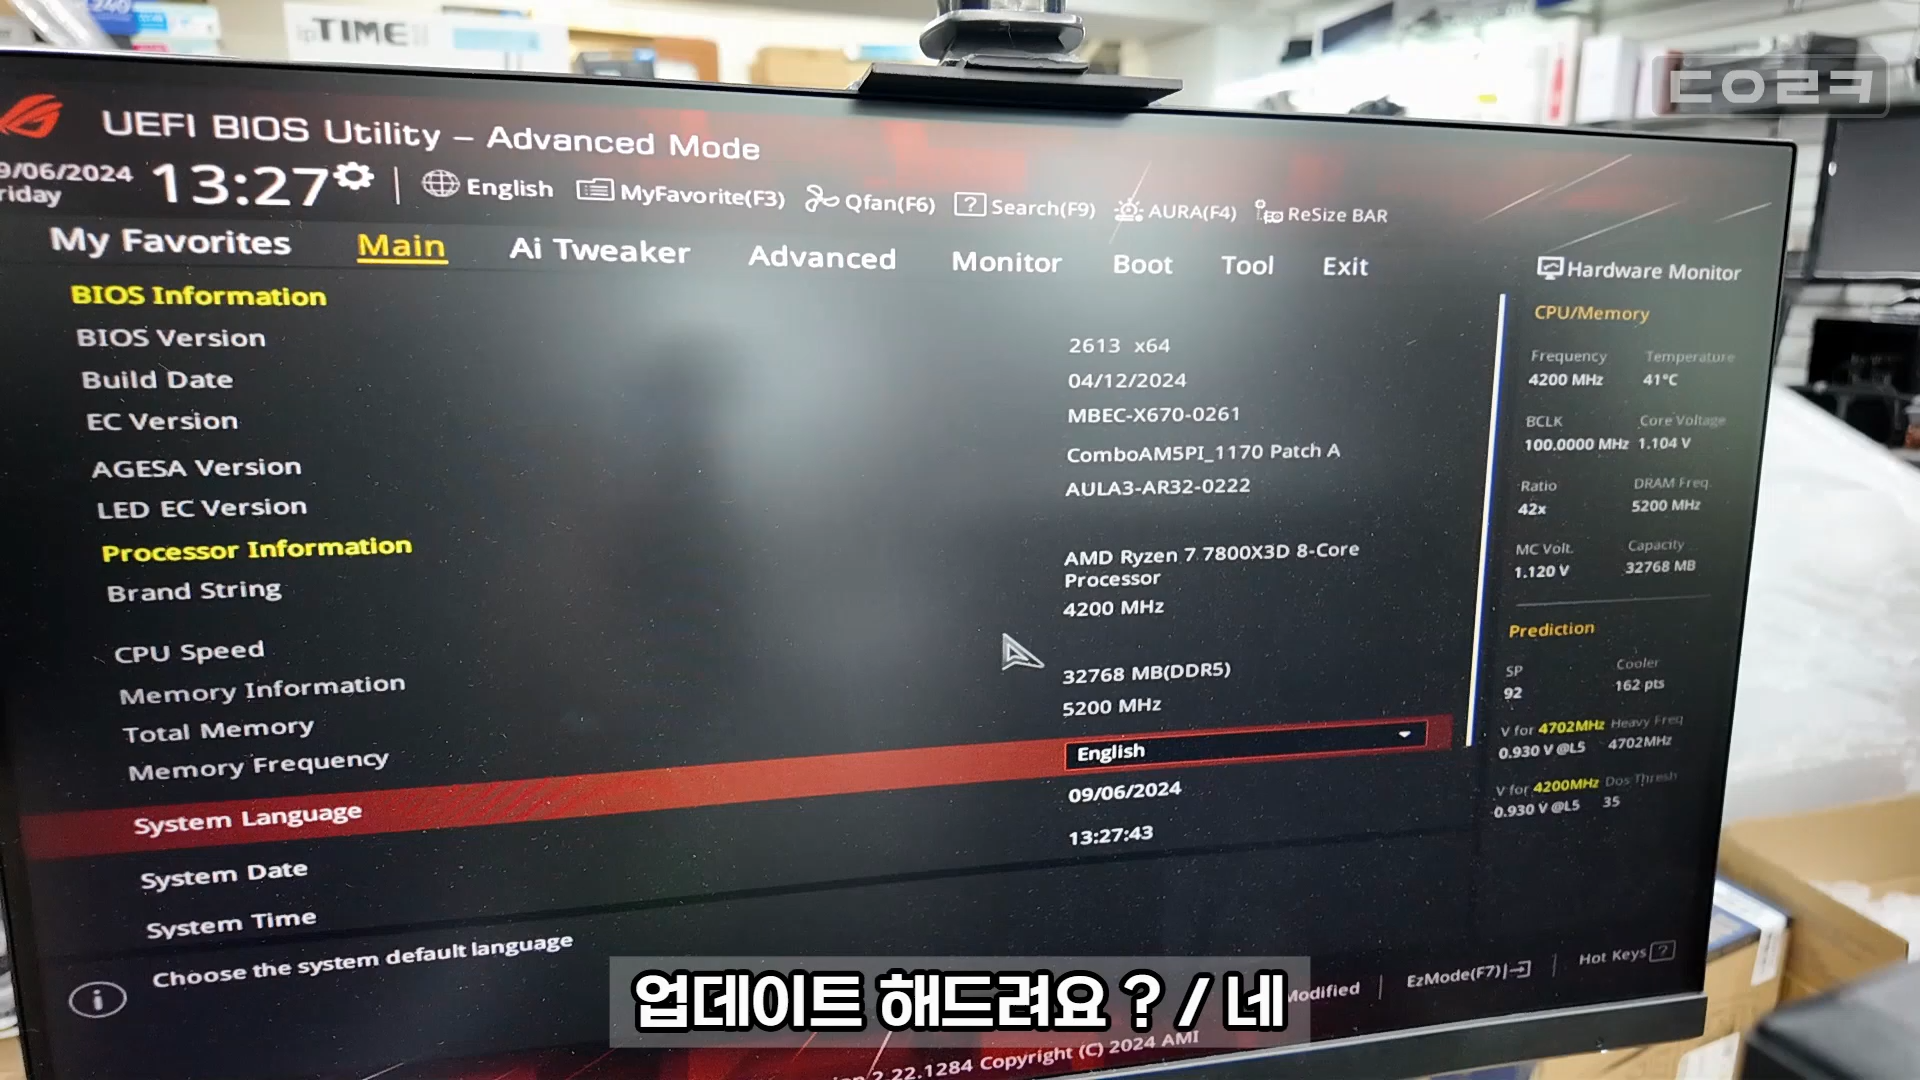 ipTIME
ㄷㅇㄹㅋ
UEFI BIOS Utility – Advanced Mode
9/06/2024
riday
13:27
English
MyFavorite(F3)
Qfan(F6)
Search(F9)
AURA(F4)
ReSize BAR
My Favorites
Main
Ai Tweaker
Advanced
Monitor
Boot
Tool
Exit
BIOS Information
BIOS Version
2613 x64
Build Date
04/12/2024
EC Version
MBEC-X670-0261
AGESA Version
ComboAM5PI_1170 Patch A
LED EC Version
AULA3-AR32-0222
Processor Information
Brand String
AMD Ryzen 7 7800X3D 8-Core
Processor
CPU Speed
4200 MHz
Memory Information
Total Memory
32768 MB(DDR5)
Memory Frequency
5200 MHz
System Language
English
System Date
09/06/2024
System Time
13:27:43
Choose the system default language
Hardware Monitor
CPU/Memory
Frequency Temperature
4200 MHz 41°C
BCLK Core Voltage
100.0000 MHz 1.104 V
Ratio DRAM Freq.
42x 5200 MHz
MC Volt. Capacity
1.120 V 32768 MB
Prediction
SP Cooler
92 162 pts
V for 4702MHz Heavy Freq
0.930 V @L5 4702MHz
V for 4200MHz Dos Thresh
0.930 V @L5 35
Modified
EzMode(F7)
Hot Keys ?
업데이트 해드려요 ? / 네
2.22.1284 Copyright (C) 2024 AMI